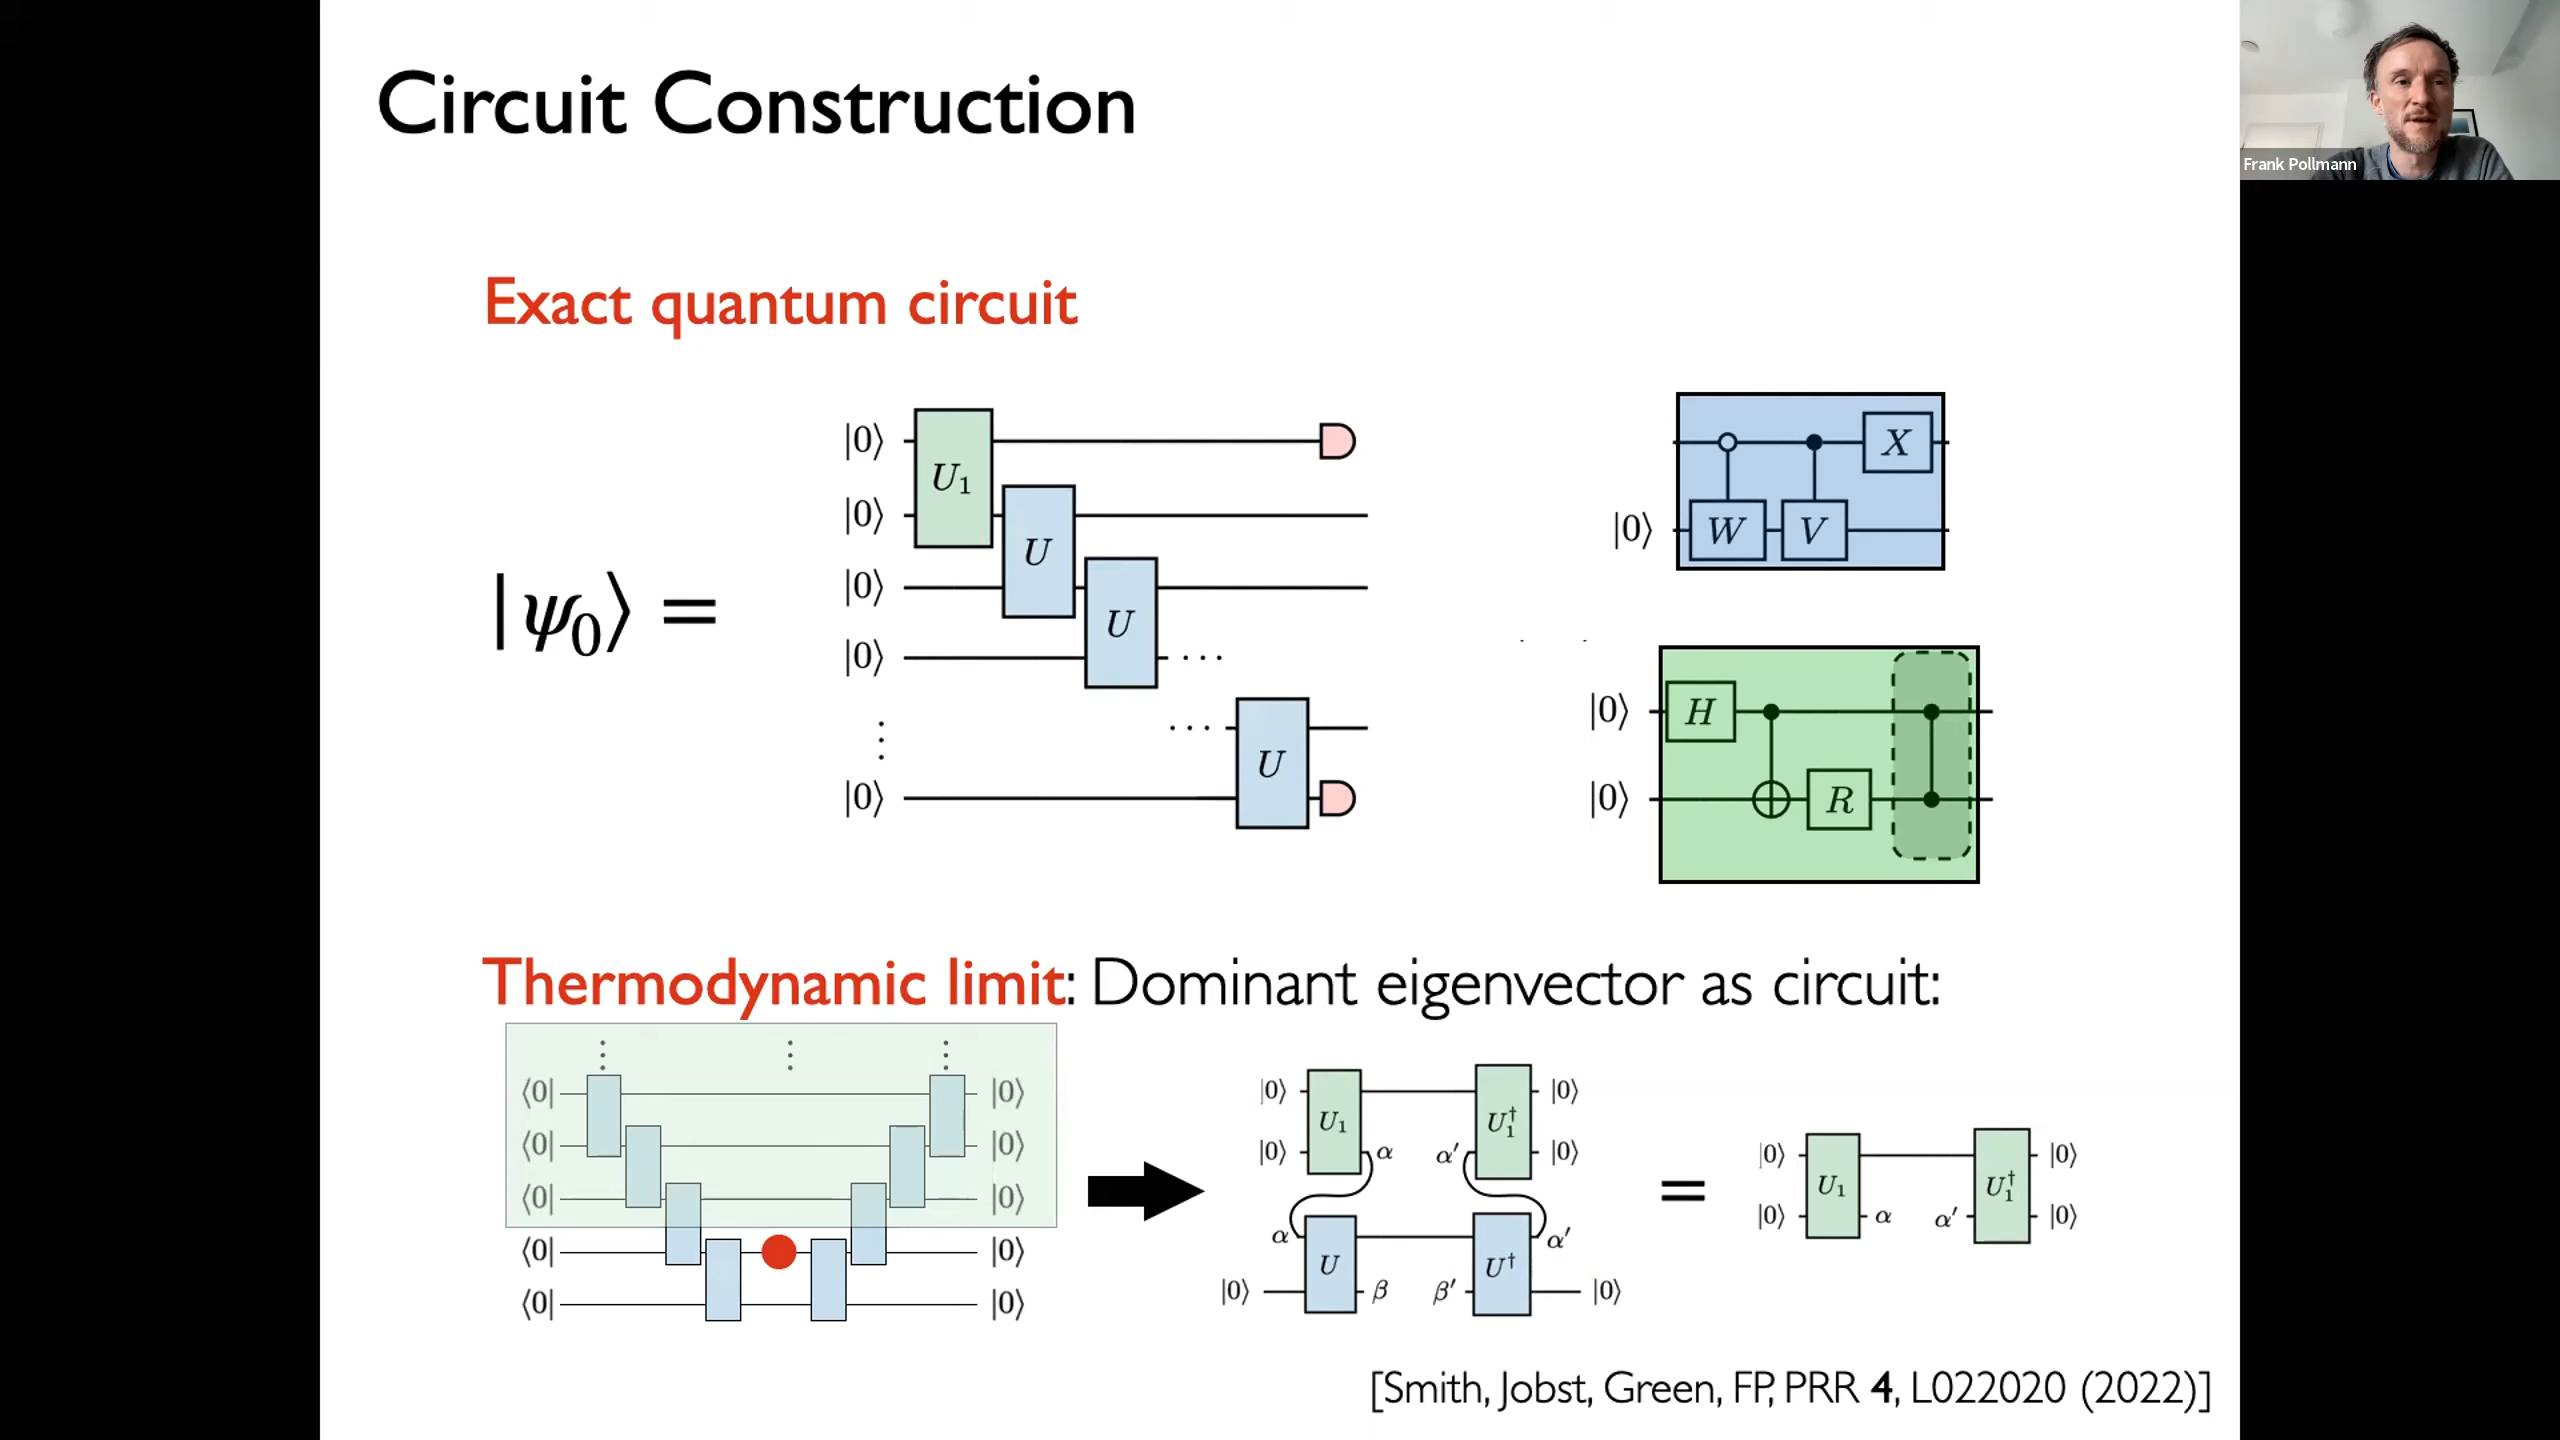 Circuit Construction
Frank Pollmann
Exact quantum circuit
|ψ₀⟩ =
|0⟩
|0⟩
|0⟩
|0⟩
⋮
|0⟩
U₁
U
U
· · ·
· · ·
U
X
|0⟩
W
V
|0⟩
H
|0⟩
R
Thermodynamic limit: Dominant eigenvector as circuit:
⋮ ⋮ ⋮
⟨0| |0⟩
⟨0| |0⟩
⟨0| |0⟩
⟨0| |0⟩
⟨0| |0⟩
|0⟩ U₁ U₁† |0⟩
|0⟩ α α′ |0⟩
α α′
U U†
|0⟩ β β′ |0⟩
=
|0⟩ U₁ U₁† |0⟩
|0⟩ α α′ |0⟩
[Smith, Jobst, Green, FP, PRR 4, L022020 (2022)]